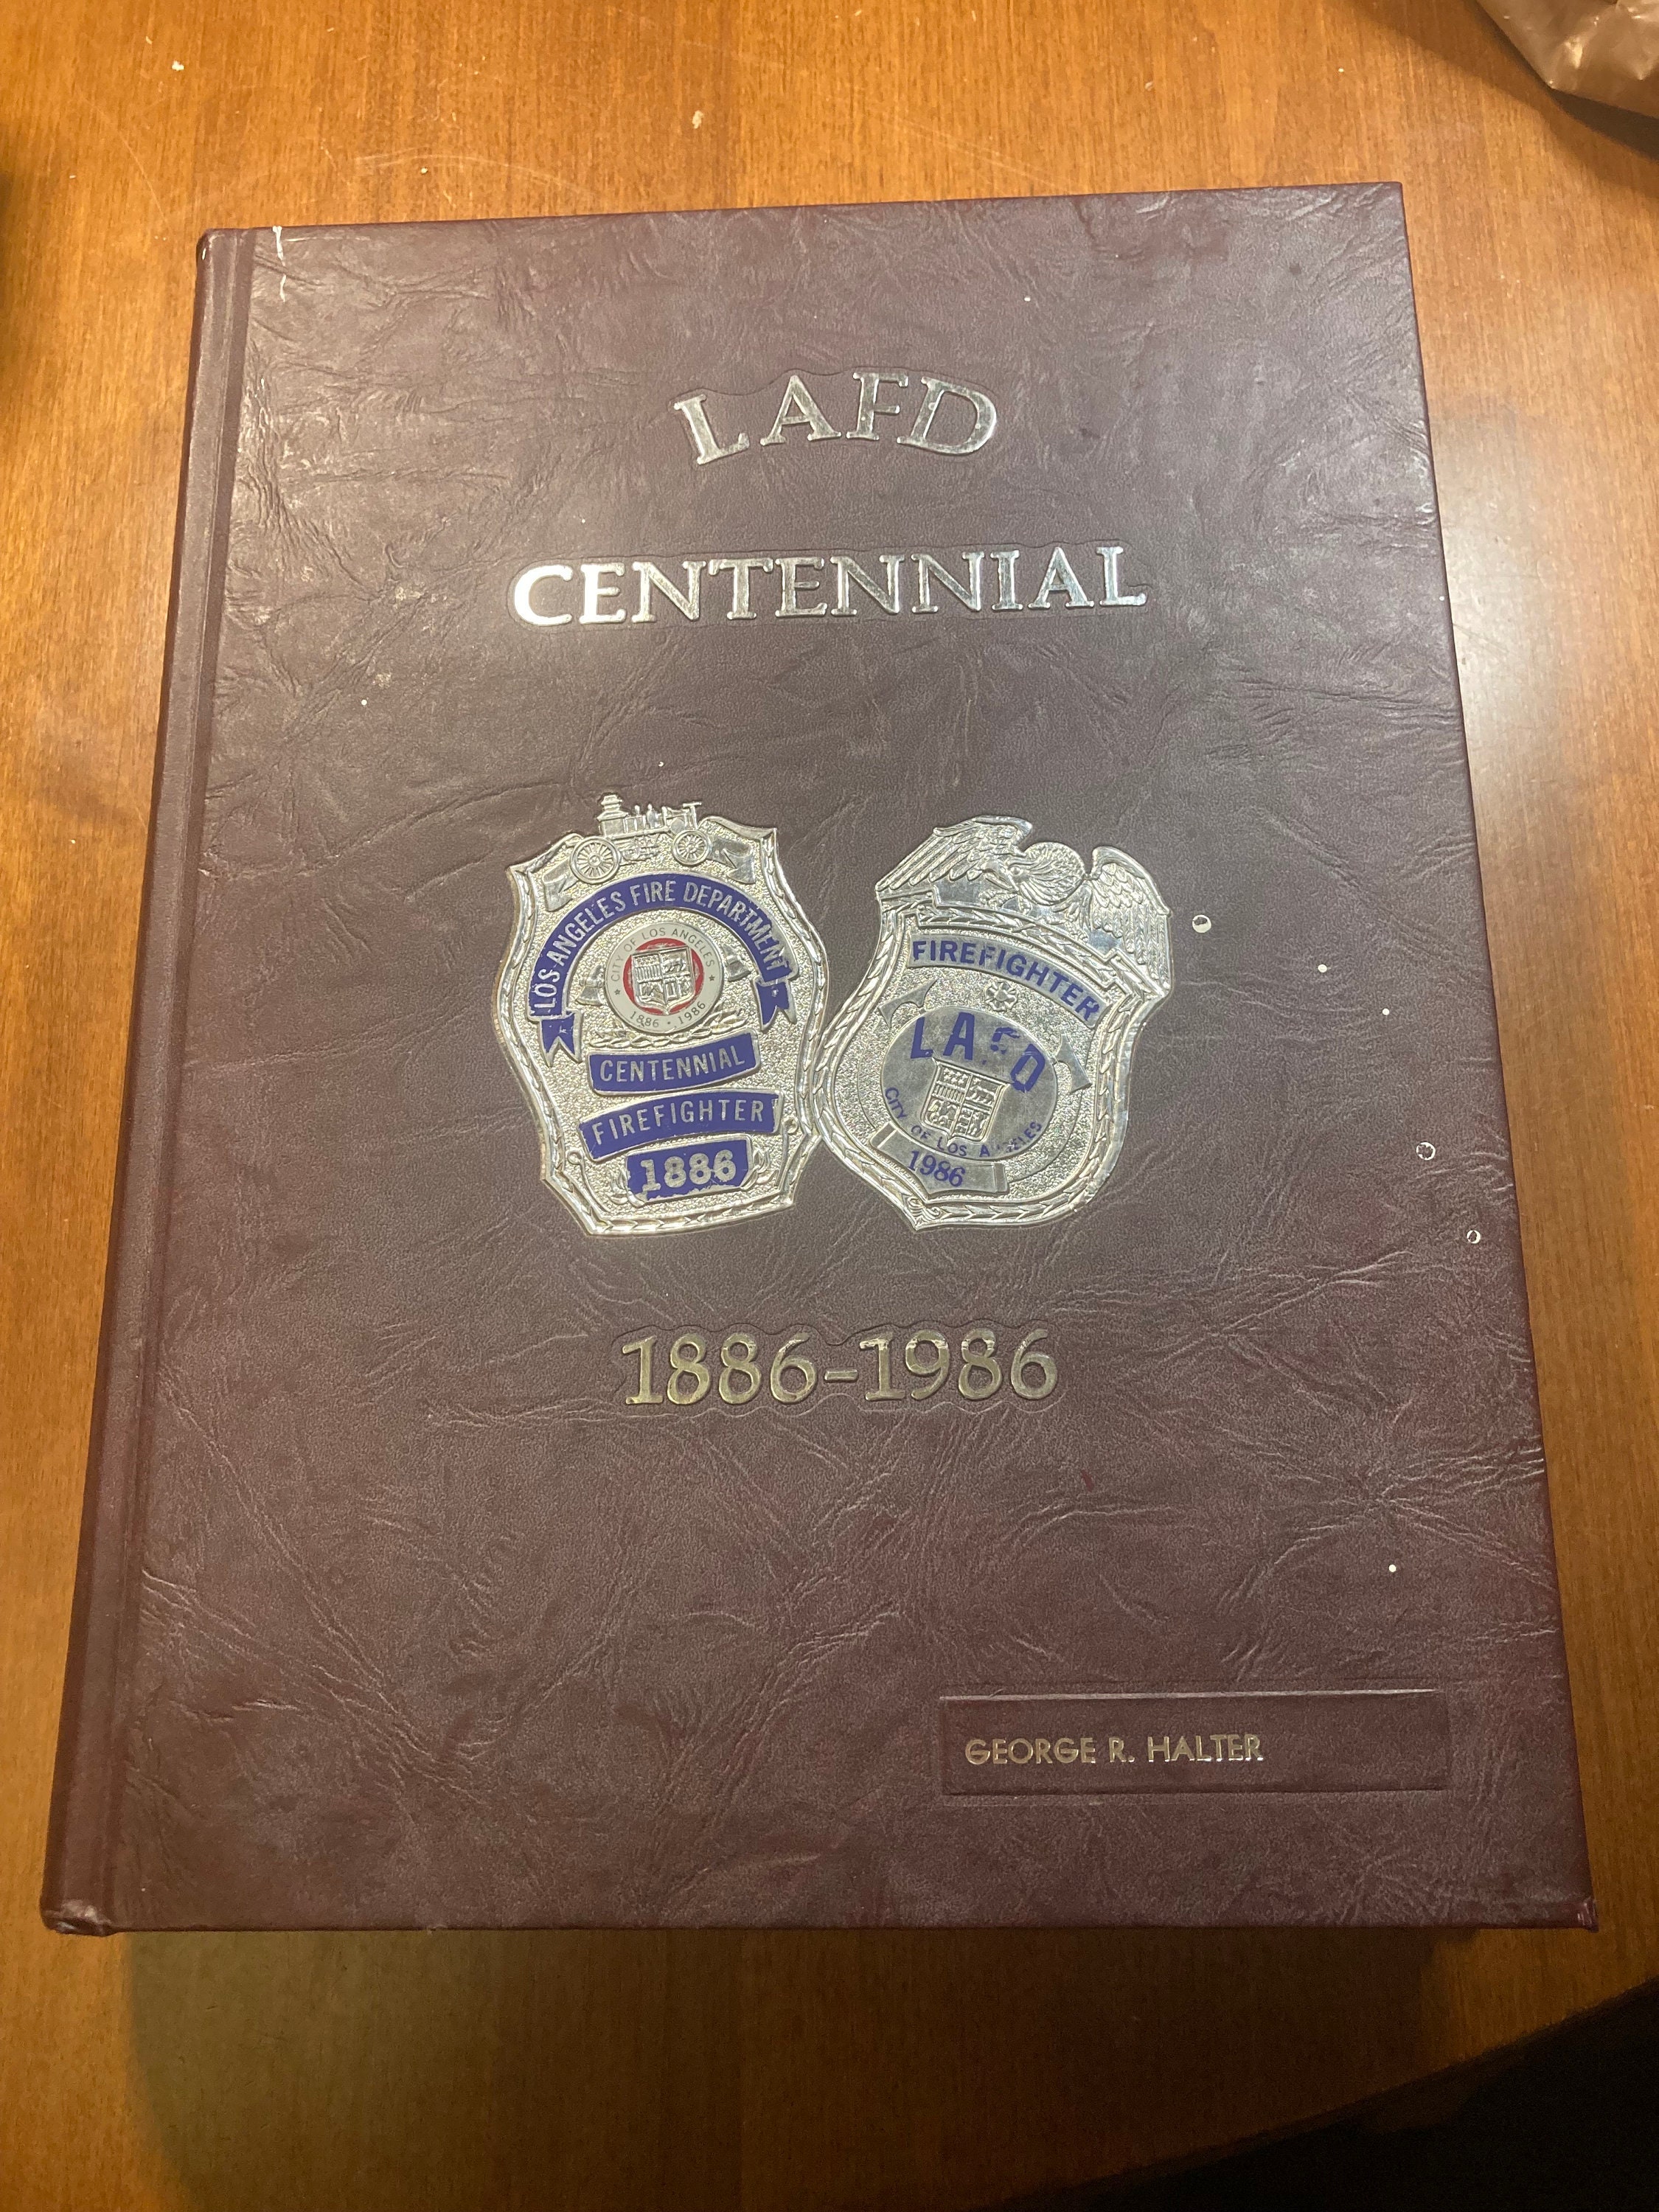 LAFD
CENTENNIAL
LOS ANGELES FIRE DEPARTMENT
CITY OF LOS ANGELES
1886 • 1986
CENTENNIAL
FIREFIGHTER
1886
FIREFIGHTER
LAFD
CITY OF LOS ANGELES
1986
1886-1986
GEORGE R. HALTER